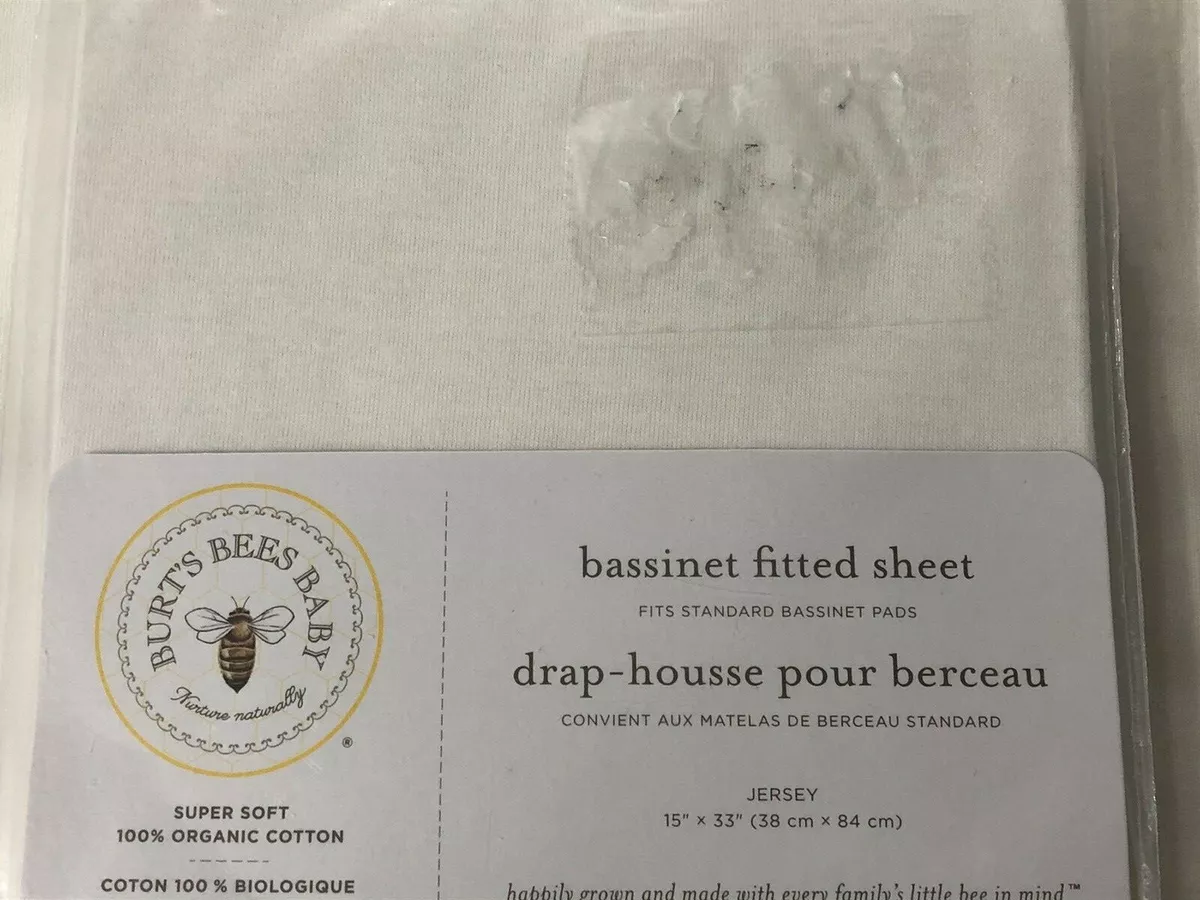 BURT'S BEES BABY
Nurture naturally
®
SUPER SOFT
100% ORGANIC COTTON
COTON 100 % BIOLOGIQUE
bassinet fitted sheet
FITS STANDARD BASSINET PADS
drap-housse pour berceau
CONVIENT AUX MATELAS DE BERCEAU STANDARD
JERSEY
15" × 33" (38 cm × 84 cm)
happily grown and made with every family's little bee in mind™